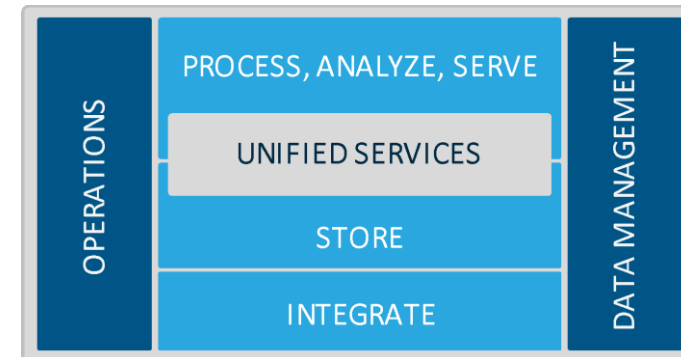 OPERATIONS
PROCESS, ANALYZE, SERVE
UNIFIED SERVICES
STORE
INTEGRATE
DATA MANAGEMENT